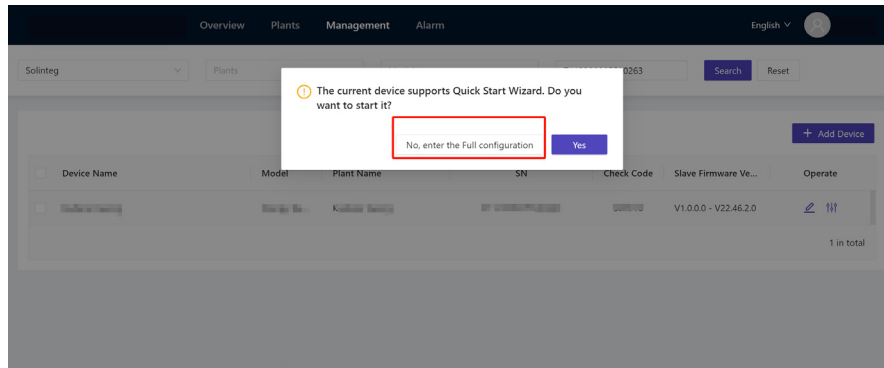 Overview Plants Management Alarm English
Solinteg Plants 0263 Search Reset
The current device supports Quick Start Wizard. Do you
want to start it?
No, enter the Full configuration Yes
+ Add Device
Device Name Model Plant Name SN Check Code Slave Firmware Ve... Operate
V1.0.0.0 - V22.46.2.0
1 in total